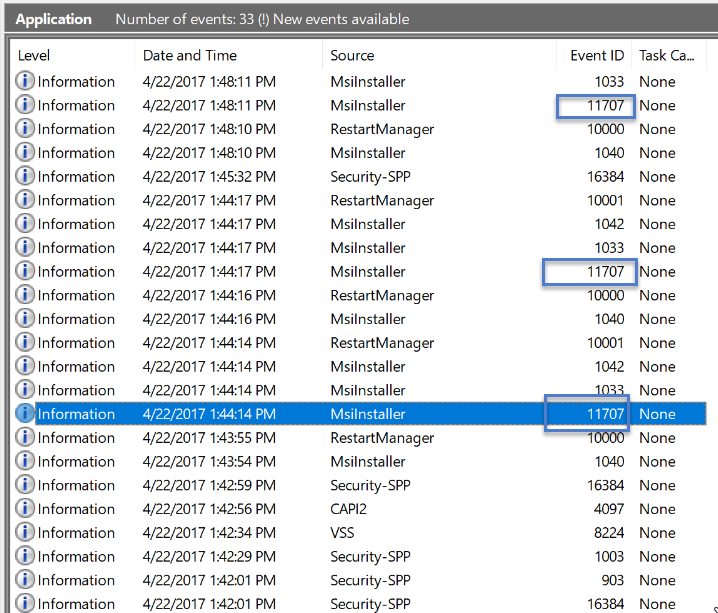 Application Number of events: 33 (!) New events available
Level Date and Time Source Event ID Task Ca...
Information 4/22/2017 1:48:11 PM MsiInstaller 1033 None
Information 4/22/2017 1:48:11 PM MsiInstaller 11707 None
Information 4/22/2017 1:48:10 PM RestartManager 10000 None
Information 4/22/2017 1:48:10 PM MsiInstaller 1040 None
Information 4/22/2017 1:45:32 PM Security-SPP 16384 None
Information 4/22/2017 1:44:17 PM RestartManager 10001 None
Information 4/22/2017 1:44:17 PM MsiInstaller 1042 None
Information 4/22/2017 1:44:17 PM MsiInstaller 1033 None
Information 4/22/2017 1:44:17 PM MsiInstaller 11707 None
Information 4/22/2017 1:44:16 PM RestartManager 10000 None
Information 4/22/2017 1:44:16 PM MsiInstaller 1040 None
Information 4/22/2017 1:44:14 PM RestartManager 10001 None
Information 4/22/2017 1:44:14 PM MsiInstaller 1042 None
Information 4/22/2017 1:44:14 PM MsiInstaller 1033 None
Information 4/22/2017 1:44:14 PM MsiInstaller 11707 None
Information 4/22/2017 1:43:55 PM RestartManager 10000 None
Information 4/22/2017 1:43:54 PM MsiInstaller 1040 None
Information 4/22/2017 1:42:59 PM Security-SPP 16384 None
Information 4/22/2017 1:42:56 PM CAPI2 4097 None
Information 4/22/2017 1:42:34 PM VSS 8224 None
Information 4/22/2017 1:42:29 PM Security-SPP 1003 None
Information 4/22/2017 1:42:01 PM Security-SPP 903 None
Information 4/22/2017 1:42:01 PM Security-SPP 16384 None